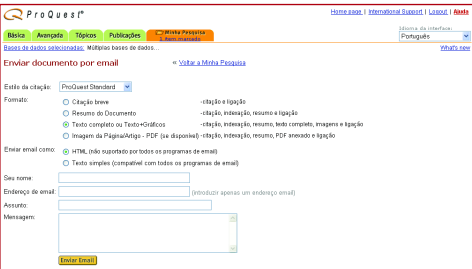 ProQuest®
Home page | International Support | Logout | Ajuda
Básica
Avançada
Tópicos
Publicações
Minha Pesquisa
1 item marcado
Idioma da interface:
Português
Bases de dados selecionadas: Múltiplas bases de dados...
What's new
Enviar documento por email
« Voltar a Minha Pesquisa
Estilo da citação: ProQuest Standard
Formato: Citação breve -citação e ligação
Resumo do Documento -citação, indexação, resumo e ligação
Texto completo ou Texto+Gráficos -citação, indexação, resumo, texto completo, imagens e ligação
Imagem da Página/Artigo - PDF (se disponível) -citação, indexação, resumo, PDF anexado e ligação
Enviar email como: HTML (não suportado por todos os programas de email)
Texto simples (compatível com todos os programas de email)
Seu nome:
Endereço de email: (introduzir apenas um endereço email)
Assunto:
Mensagem:
Enviar Email